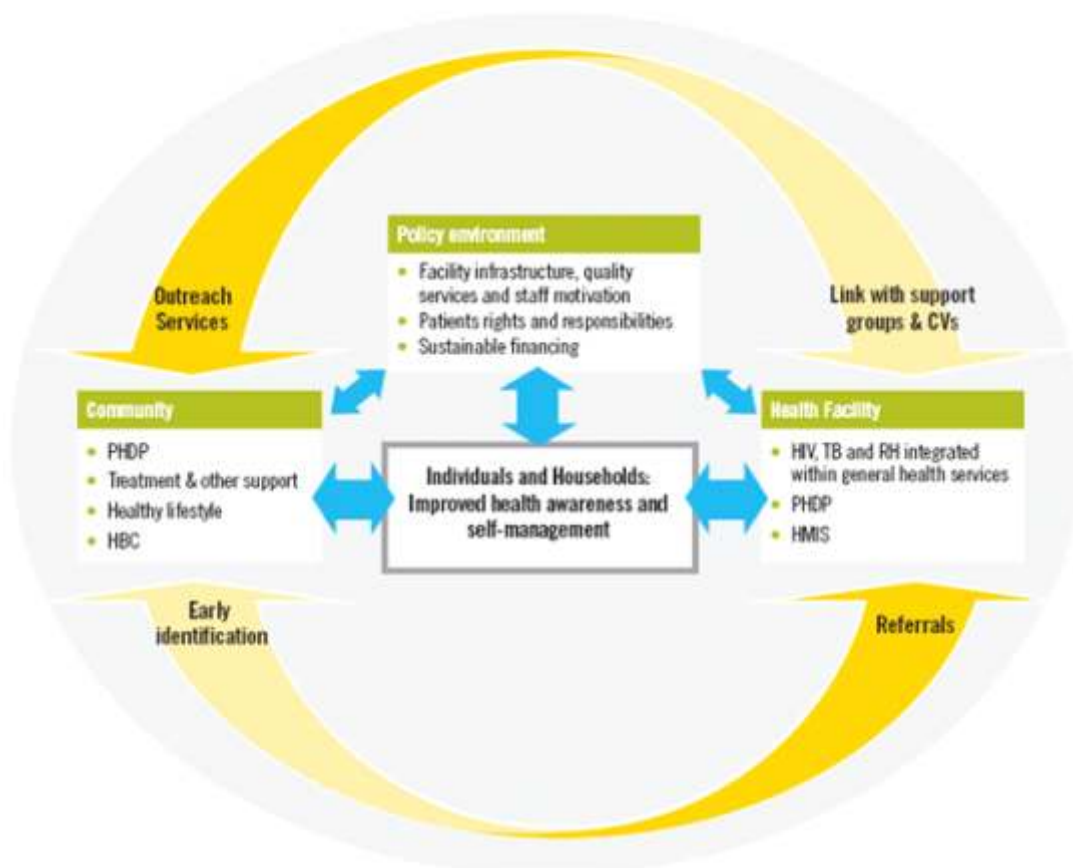 Policy environment
• Facility infrastructure, quality
services and staff motivation
• Patients rights and responsibilities
• Sustainable financing
Outreach
Services
Link with support
groups & CVs
Community
• PHDP
• Treatment & other support
• Healthy lifestyle
• HBC
Individuals and Households:
Improved health awareness and
self-management
Health Facility
• HIV, TB and RH integrated
within general health services
• PHDP
• HMIS
Early
identification
Referrals